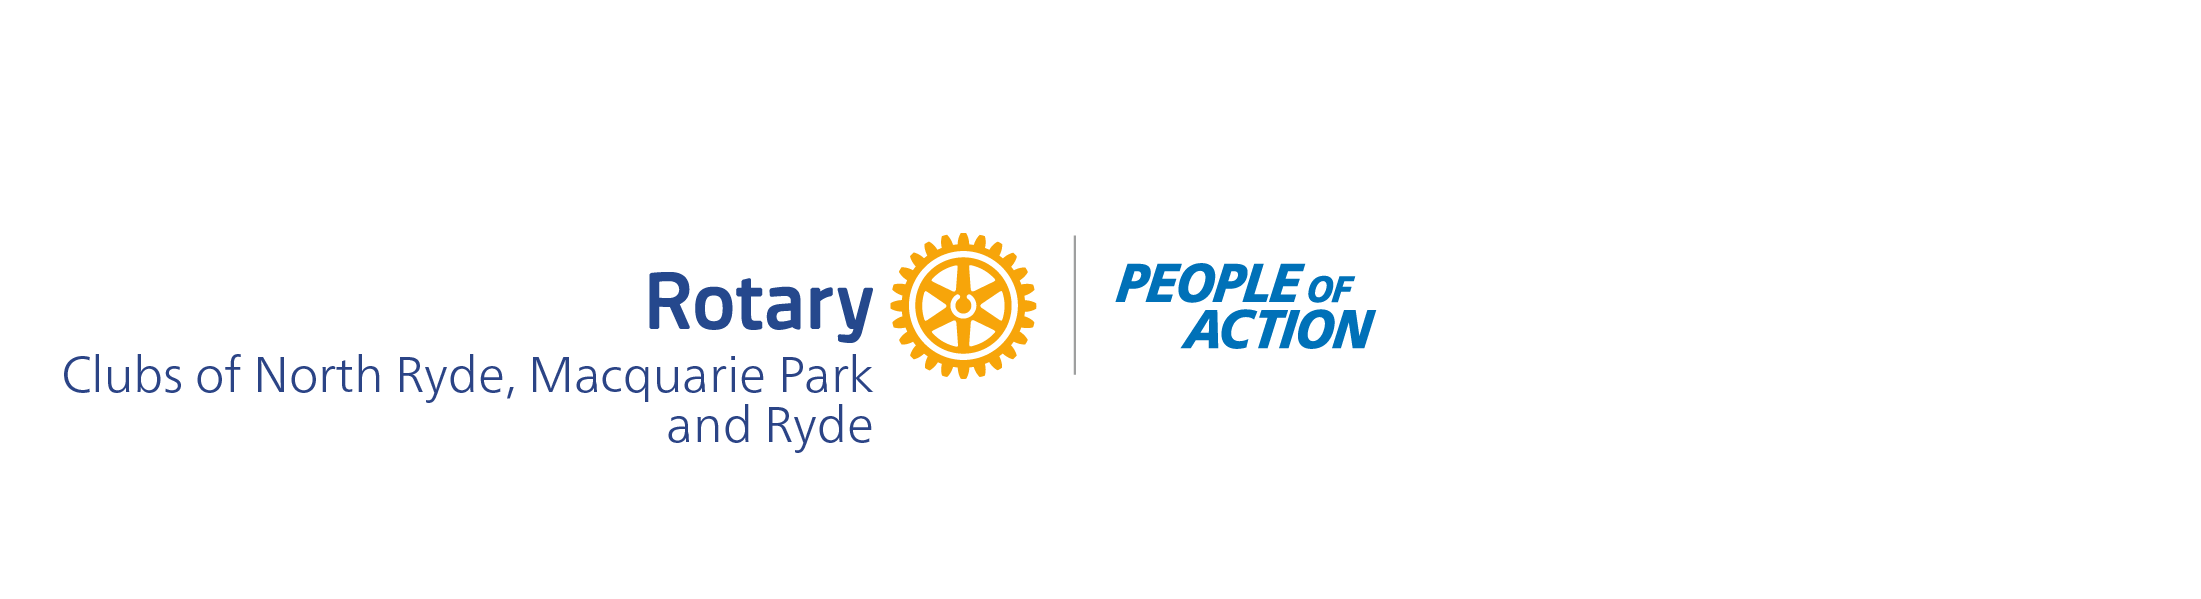 Rotary
Clubs of North Ryde, Macquarie Park
and Ryde
PEOPLE OF
ACTION